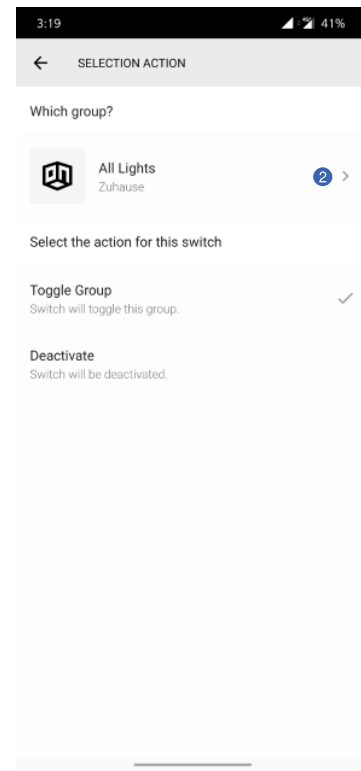 3:19
4G
41%
SELECTION ACTION
Which group?
All Lights
Zuhause
2
Select the action for this switch
Toggle Group
Switch will toggle this group.
Deactivate
Switch will be deactivated.